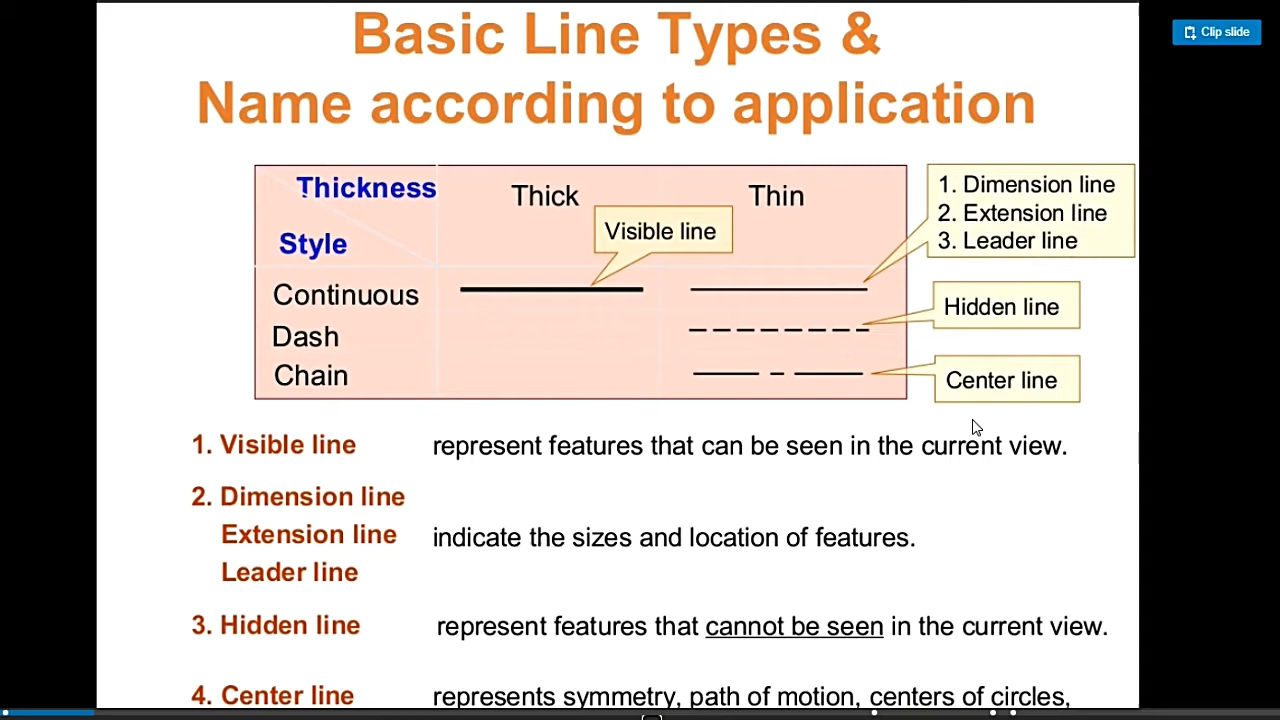 Basic Line Types &
Name according to application
Clip slide
Thickness
Thick
Thin
Style
Visible line
1. Dimension line
2. Extension line
3. Leader line
Continuous
Hidden line
Dash
Chain
Center line
1. Visible line represent features that can be seen in the current view.
2. Dimension line
Extension line indicate the sizes and location of features.
Leader line
3. Hidden line represent features that cannot be seen in the current view.
4. Center line represents symmetry, path of motion, centers of circles,